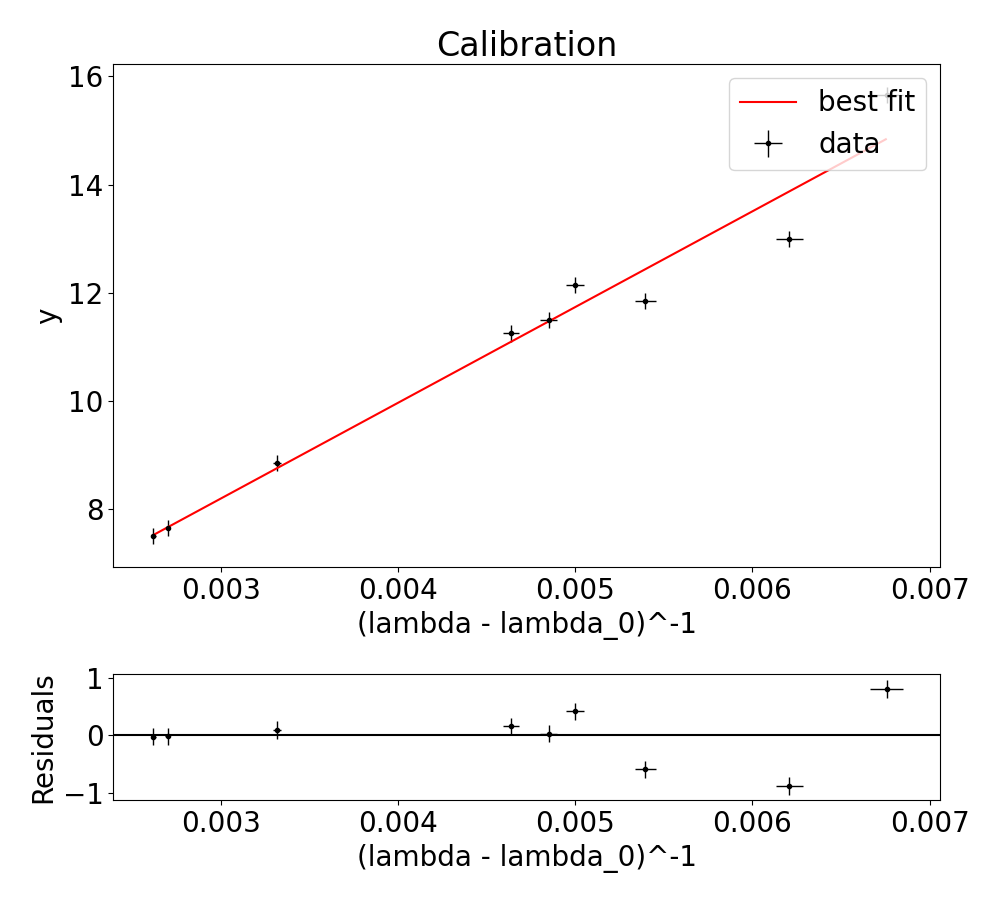 Calibration
16
14
12
10
8
y
best fit
data
0.003 0.004 0.005 0.006 0.007
(lambda - lambda_0)^-1
1
0
−1
Residuals
0.003 0.004 0.005 0.006 0.007
(lambda - lambda_0)^-1